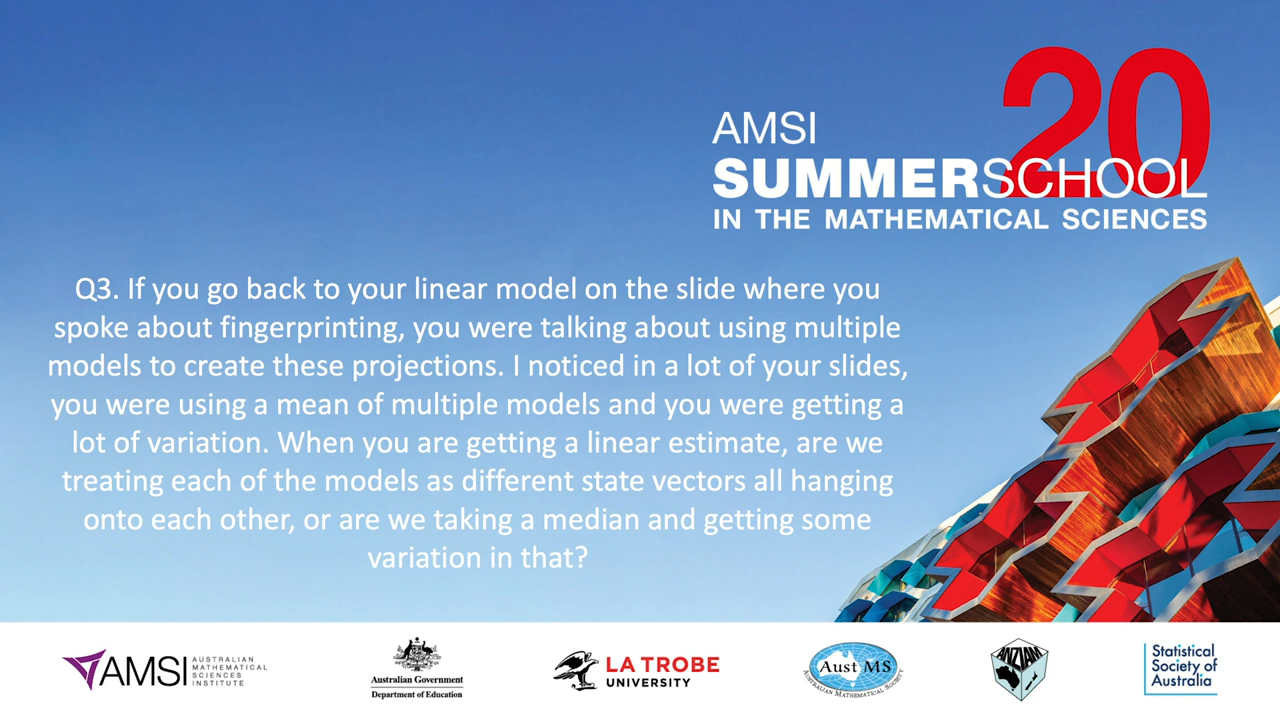 20
AMSI
SUMMERSCHOOL
IN THE MATHEMATICAL SCIENCES
Q3. If you go back to your linear model on the slide where you
spoke about fingerprinting, you were talking about using multiple
models to create these projections. I noticed in a lot of your slides,
you were using a mean of multiple models and you were getting a
lot of variation. When you are getting a linear estimate, are we
treating each of the models as different state vectors all hanging
onto each other, or are we taking a median and getting some
variation in that?
AMSI
AUSTRALIAN
MATHEMATICAL
SCIENCES
INSTITUTE
Australian Government
Department of Education
LA TROBE
UNIVERSITY
Aust MS
AUSTRALIAN MATHEMATICAL SOCIETY
ANZIAM
Statistical
Society of
Australia